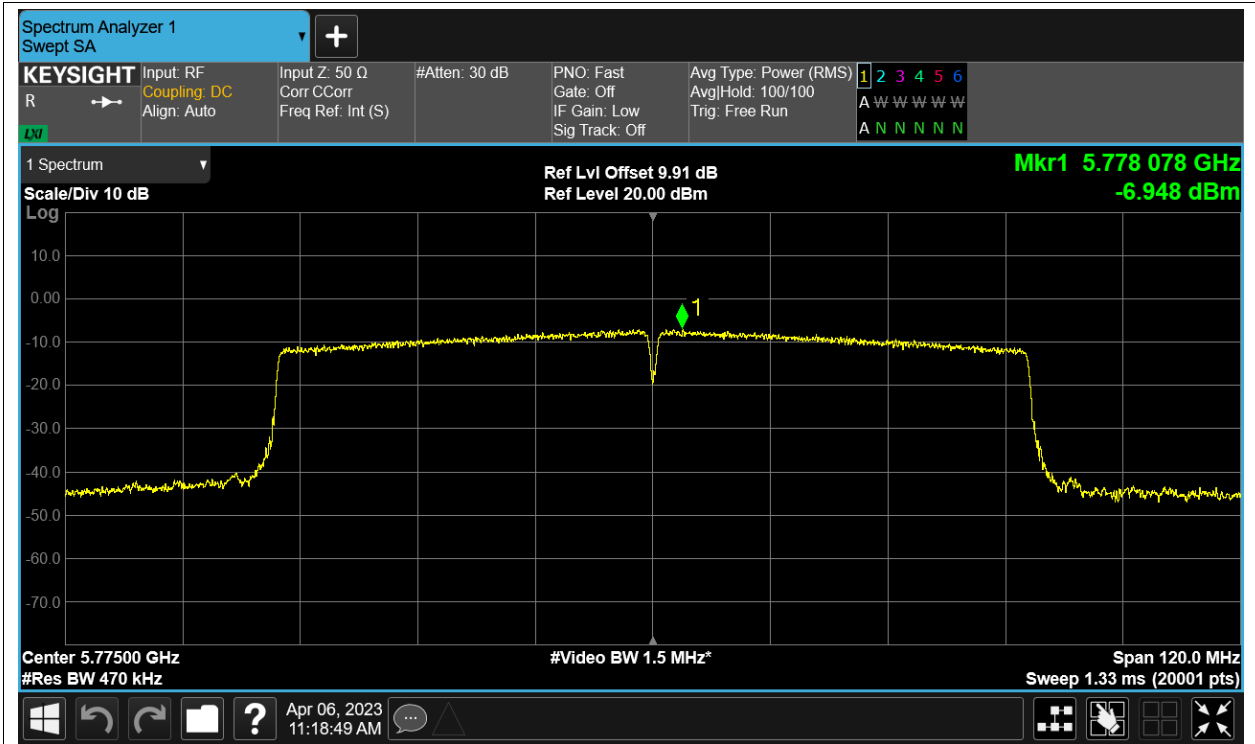 Spectrum Analyzer 1
Swept SA
+
KEYSIGHT
R
LXI
Input: RF
Coupling: DC
Align: Auto
Input Z: 50 Ω
Corr CCorr
Freq Ref: Int (S)
#Atten: 30 dB
PNO: Fast
Gate: Off
IF Gain: Low
Sig Track: Off
Avg Type: Power (RMS)
Avg|Hold: 100/100
Trig: Free Run
1 2 3 4 5 6
A W W W W W
A N N N N N
1 Spectrum
Scale/Div 10 dB
Log
Ref Lvl Offset 9.91 dB
Ref Level 20.00 dBm
Mkr1 5.778 078 GHz
-6.948 dBm
10.0
0.00
-10.0
-20.0
-30.0
-40.0
-50.0
-60.0
-70.0
1
Center 5.77500 GHz
#Res BW 470 kHz
#Video BW 1.5 MHz*
Span 120.0 MHz
Sweep 1.33 ms (20001 pts)
?
Apr 06, 2023
11:18:49 AM